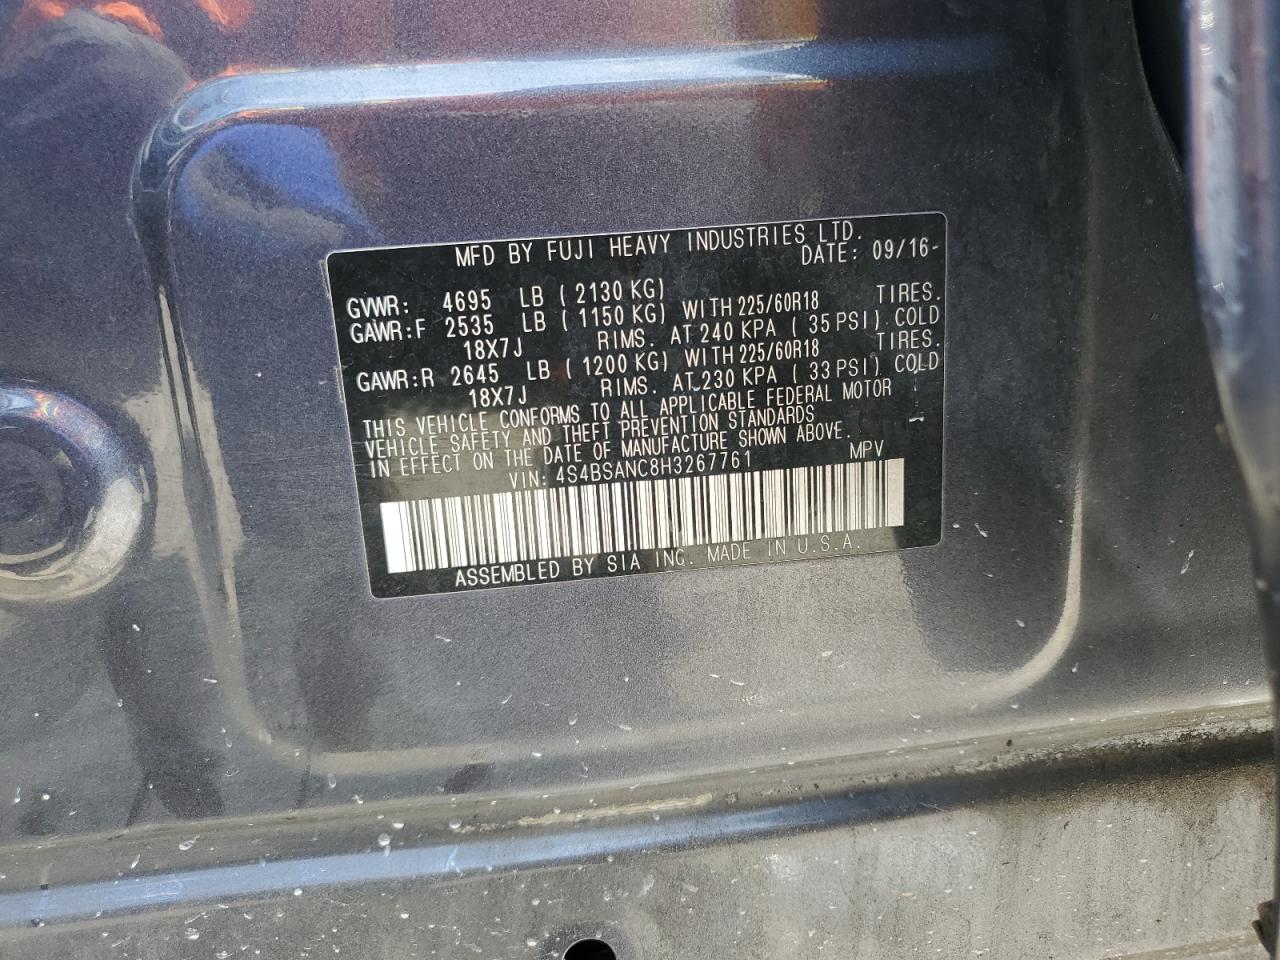 MFD BY FUJI HEAVY INDUSTRIES LTD.
DATE: 09/16-
GVWR: 4695 LB (2130 KG)
GAWR:F 2535 LB (1150 KG) WITH 225/60R18 TIRES.
18X7J RIMS. AT 240 KPA (35 PSI) COLD
GAWR:R 2645 LB (1200 KG) WITH 225/60R18 TIRES.
18X7J RIMS. AT 230 KPA (33 PSI) COLD
THIS VEHICLE CONFORMS TO ALL APPLICABLE FEDERAL MOTOR
VEHICLE SAFETY AND THEFT PREVENTION STANDARDS
IN EFFECT ON THE DATE OF MANUFACTURE SHOWN ABOVE.
VIN: 4S4BSANC8H3267761 MPV
ASSEMBLED BY SIA INC. MADE IN U.S.A.